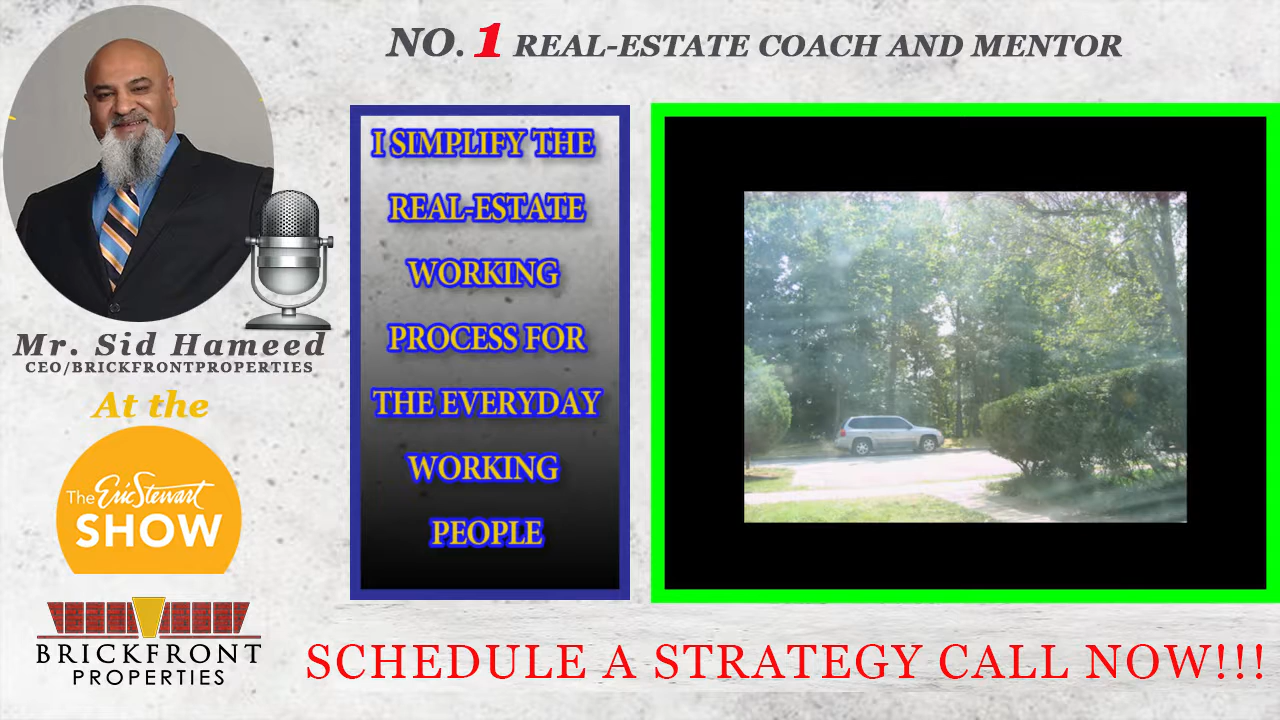 NO. 1 REAL-ESTATE COACH AND MENTOR
Mr. Sid Hameed
CEO/BRICKFRONTPROPERTIES
At the
The Eric Stewart
SHOW
BRICKFRONT
PROPERTIES
I SIMPLIFY THE
REAL-ESTATE
WORKING
PROCESS FOR
THE EVERYDAY
WORKING
PEOPLE
SCHEDULE A STRATEGY CALL NOW!!!